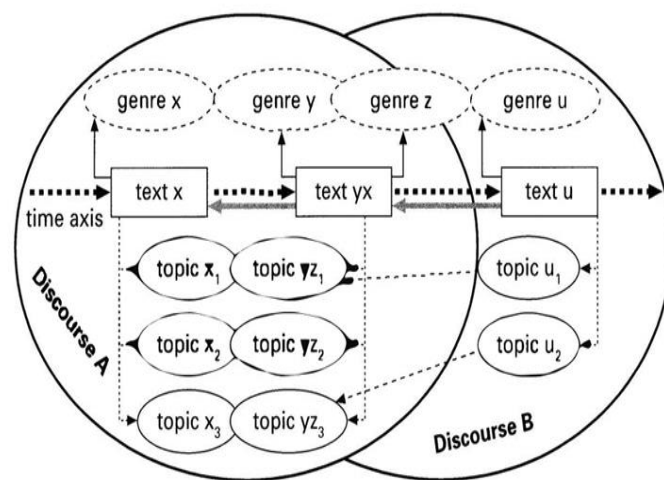 genre x
genre y
genre z
genre u
text x
text yx
text u
time axis
topic x₁
topic yz₁
topic u₁
topic x₂
topic yz₂
topic u₂
topic x₃
topic yz₃
Discourse A
Discourse B